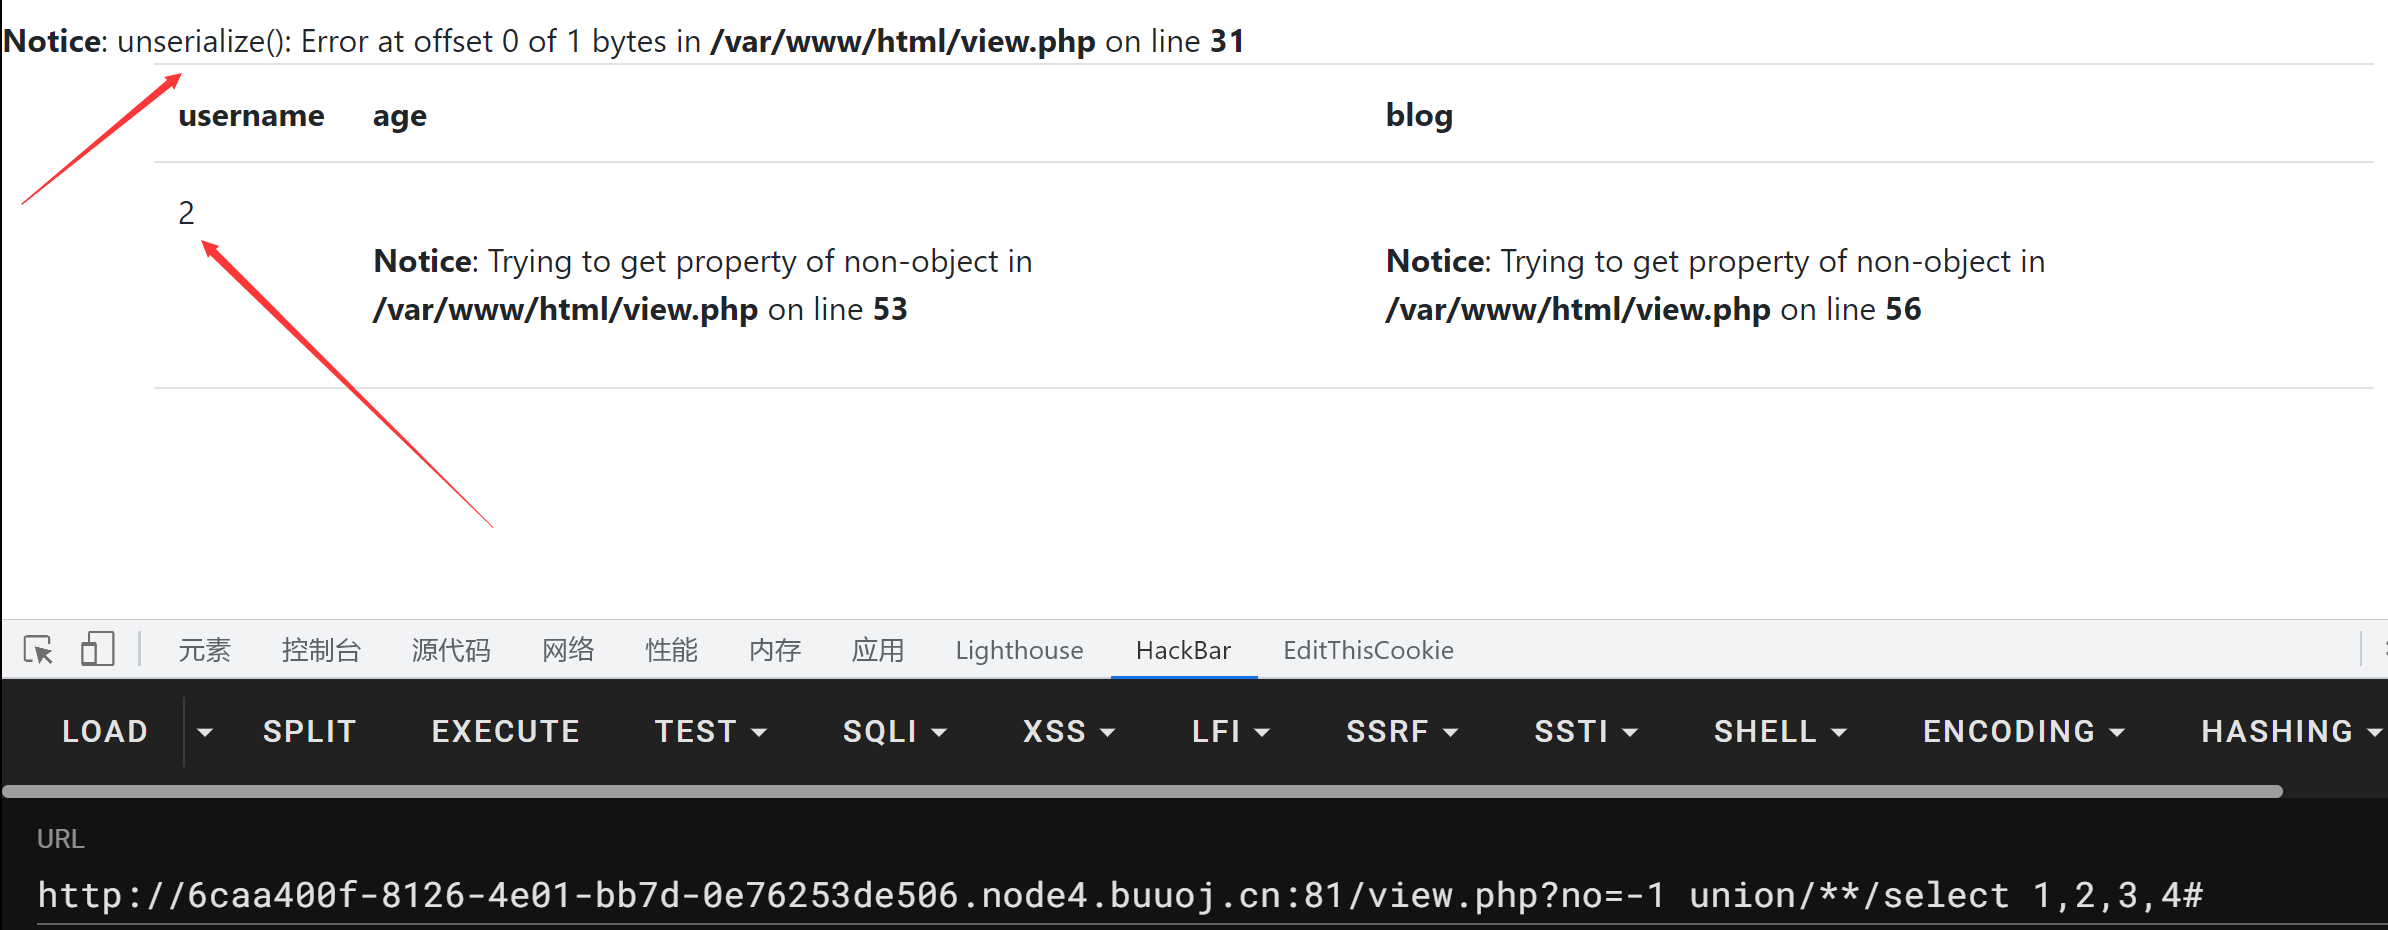 Notice: unserialize(): Error at offset 0 of 1 bytes in /var/www/html/view.php on line 31
username age blog
2
Notice: Trying to get property of non-object in
/var/www/html/view.php on line 53
Notice: Trying to get property of non-object in
/var/www/html/view.php on line 56
元素 控制台 源代码 网络 性能 内存 应用 Lighthouse HackBar EditThisCookie
LOAD SPLIT EXECUTE TEST SQLI XSS LFI SSRF SSTI SHELL ENCODING HASHING
URL
http://6caa400f-8126-4e01-bb7d-0e76253de506.node4.buuoj.cn:81/view.php?no=-1 union/**/select 1,2,3,4#